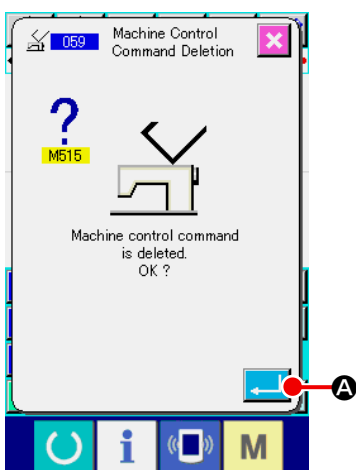 059
Machine Control
Command Deletion
?
M515
Machine control command
is deleted.
OK ?
A
i
M